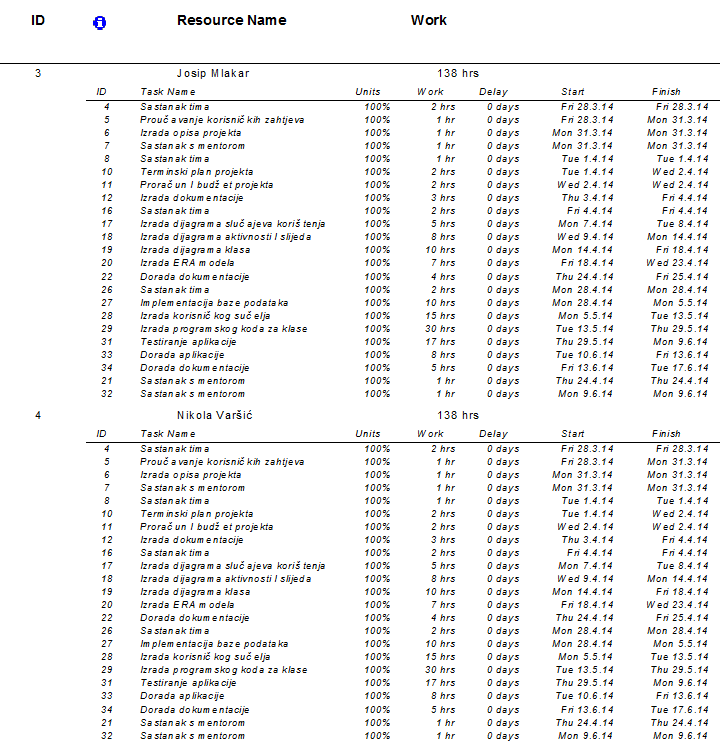 ID Resource Name Work
3 Josip Mlakar 138 hrs
ID Task Name Units Work Delay Start Finish
4 Sastanak tima 100% 2 hrs 0 days Fri 28.3.14 Fri 28.3.14
5 Proučavanje korisničkih zahtjeva 100% 1 hr 0 days Fri 28.3.14 Mon 31.3.14
6 Izrada opisa projekta 100% 1 hr 0 days Mon 31.3.14 Mon 31.3.14
7 Sastanak s mentorom 100% 1 hr 0 days Mon 31.3.14 Mon 31.3.14
8 Sastanak tima 100% 1 hr 0 days Tue 1.4.14 Tue 1.4.14
10 Terminski plan projekta 100% 2 hrs 0 days Tue 1.4.14 Wed 2.4.14
11 Proračun I budžet projekta 100% 2 hrs 0 days Wed 2.4.14 Wed 2.4.14
12 Izrada dokumentacije 100% 3 hrs 0 days Thu 3.4.14 Fri 4.4.14
16 Sastanak tima 100% 2 hrs 0 days Fri 4.4.14 Fri 4.4.14
17 Izrada dijagrama slučajeva korištenja 100% 5 hrs 0 days Mon 7.4.14 Tue 8.4.14
18 Izrada dijagrama aktivnosti I slijeda 100% 8 hrs 0 days Wed 9.4.14 Mon 14.4.14
19 Izrada dijagrama klasa 100% 10 hrs 0 days Mon 14.4.14 Fri 18.4.14
20 Izrada ERA modela 100% 7 hrs 0 days Fri 18.4.14 Wed 23.4.14
22 Dorada dokumentacije 100% 4 hrs 0 days Thu 24.4.14 Fri 25.4.14
26 Sastanak tima 100% 2 hrs 0 days Mon 28.4.14 Mon 28.4.14
27 Implementacija baze podataka 100% 10 hrs 0 days Mon 28.4.14 Mon 5.5.14
28 Izrada korisničkog sučelja 100% 15 hrs 0 days Mon 5.5.14 Tue 13.5.14
29 Izrada programskog koda za klase 100% 30 hrs 0 days Tue 13.5.14 Thu 29.5.14
31 Testiranje aplikacije 100% 17 hrs 0 days Thu 29.5.14 Mon 9.6.14
33 Dorada aplikacije 100% 8 hrs 0 days Tue 10.6.14 Fri 13.6.14
34 Dorada dokumentacije 100% 5 hrs 0 days Fri 13.6.14 Tue 17.6.14
21 Sastanak s mentorom 100% 1 hr 0 days Thu 24.4.14 Thu 24.4.14
32 Sastanak s mentorom 100% 1 hr 0 days Mon 9.6.14 Mon 9.6.14
4 Nikola Varšić 138 hrs
ID Task Name Units Work Delay Start Finish
4 Sastanak tima 100% 2 hrs 0 days Fri 28.3.14 Fri 28.3.14
5 Proučavanje korisničkih zahtjeva 100% 1 hr 0 days Fri 28.3.14 Mon 31.3.14
6 Izrada opisa projekta 100% 1 hr 0 days Mon 31.3.14 Mon 31.3.14
7 Sastanak s mentorom 100% 1 hr 0 days Mon 31.3.14 Mon 31.3.14
8 Sastanak tima 100% 1 hr 0 days Tue 1.4.14 Tue 1.4.14
10 Terminski plan projekta 100% 2 hrs 0 days Tue 1.4.14 Wed 2.4.14
11 Proračun I budžet projekta 100% 2 hrs 0 days Wed 2.4.14 Wed 2.4.14
12 Izrada dokumentacije 100% 3 hrs 0 days Thu 3.4.14 Fri 4.4.14
16 Sastanak tima 100% 2 hrs 0 days Fri 4.4.14 Fri 4.4.14
17 Izrada dijagrama slučajeva korištenja 100% 5 hrs 0 days Mon 7.4.14 Tue 8.4.14
18 Izrada dijagrama aktivnosti I slijeda 100% 8 hrs 0 days Wed 9.4.14 Mon 14.4.14
19 Izrada dijagrama klasa 100% 10 hrs 0 days Mon 14.4.14 Fri 18.4.14
20 Izrada ERA modela 100% 7 hrs 0 days Fri 18.4.14 Wed 23.4.14
22 Dorada dokumentacije 100% 4 hrs 0 days Thu 24.4.14 Fri 25.4.14
26 Sastanak tima 100% 2 hrs 0 days Mon 28.4.14 Mon 28.4.14
27 Implementacija baze podataka 100% 10 hrs 0 days Mon 28.4.14 Mon 5.5.14
28 Izrada korisničkog sučelja 100% 15 hrs 0 days Mon 5.5.14 Tue 13.5.14
29 Izrada programskog koda za klase 100% 30 hrs 0 days Tue 13.5.14 Thu 29.5.14
31 Testiranje aplikacije 100% 17 hrs 0 days Thu 29.5.14 Mon 9.6.14
33 Dorada aplikacije 100% 8 hrs 0 days Tue 10.6.14 Fri 13.6.14
34 Dorada dokumentacije 100% 5 hrs 0 days Fri 13.6.14 Tue 17.6.14
21 Sastanak s mentorom 100% 1 hr 0 days Thu 24.4.14 Thu 24.4.14
32 Sastanak s mentorom 100% 1 hr 0 days Mon 9.6.14 Mon 9.6.14